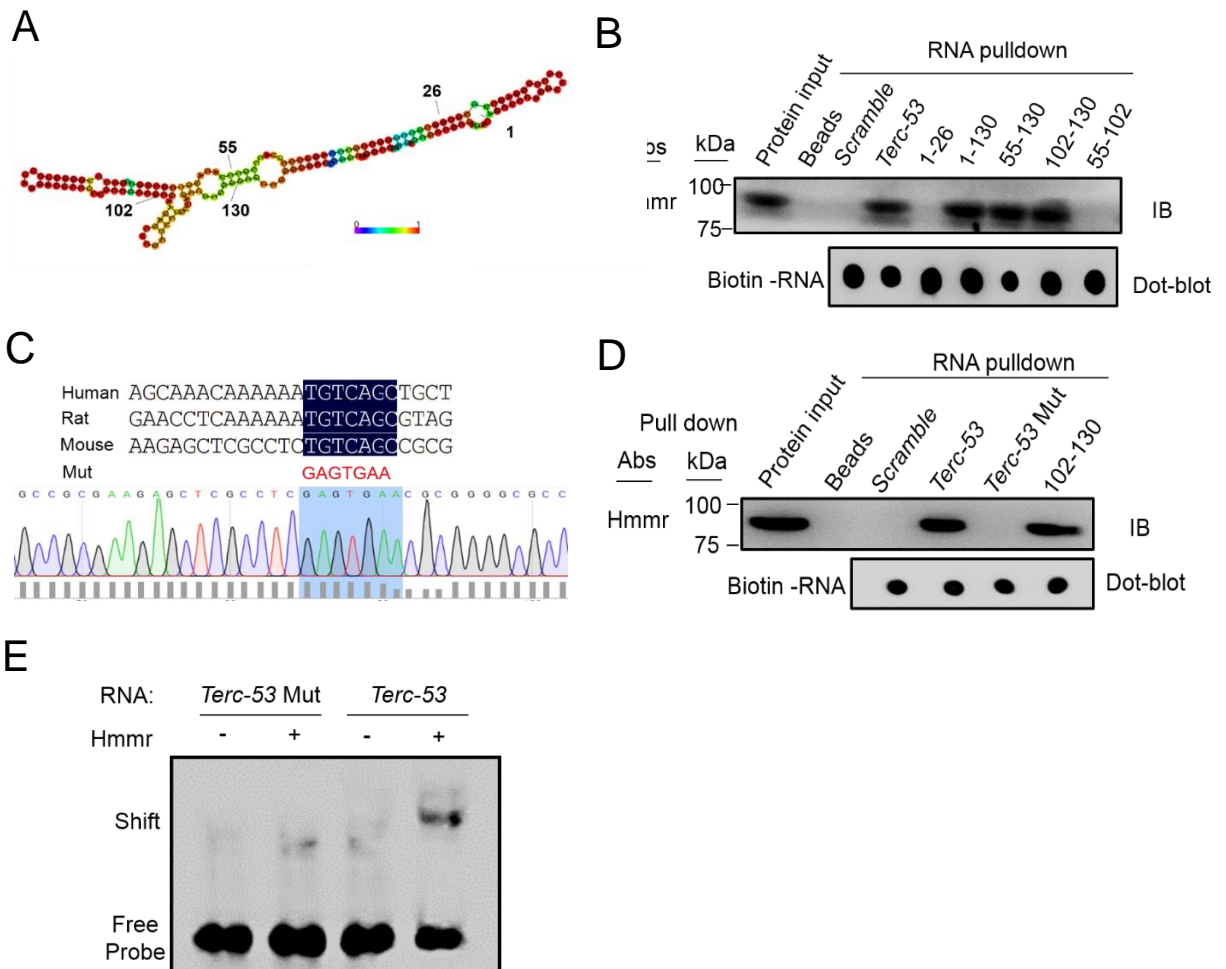 A
26
1
55
102
130
0
1
B
RNA pulldown
Protein input
Beads
Scramble
Terc-53
1-26
1-130
55-130
102-130
55-102
kDa
100
75
IB
Biotin -RNA
Dot-blot
C
Human AGCAAACAAAAAATGTCAGCTGCT
Rat GAACCTCAAAAAATGTCAGCGTAG
Mouse AAGAGCTCGCCTCTGTCAGCCGCG
Mut GAGTGAA
G C C G C G A A G A G C T C G C C T C G A G T G A A C G C G G G G C G C C
D
RNA pulldown
Pull down
Protein input
Beads
Scramble
Terc-53
Terc-53 Mut
102-130
Abs kDa
100
Hmmr
75
IB
Biotin -RNA
Dot-blot
E
RNA: Terc-53 Mut Terc-53
Hmmr - + - +
Shift
Free
Probe